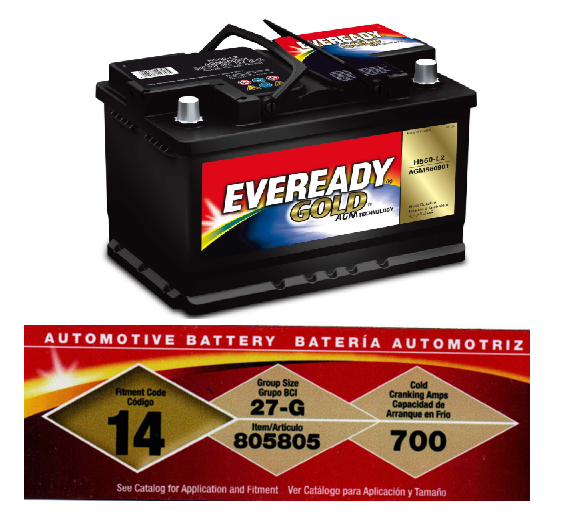 EVEREADY
GOLD
EVEREADY
GOLD
AGM TECHNOLOGY
AUTOMOTIVE BATTERY BATERÍA AUTOMOTRIZ
Fitment Code
Código
14
Group Size
Grupo BCI
27-G
Item/Artículo
805805
Cold
Cranking Amps
Capacidad de
Arranque en Frío
700
See Catalog for Application and Fitment Ver Catálogo para Aplicación y Tamaño